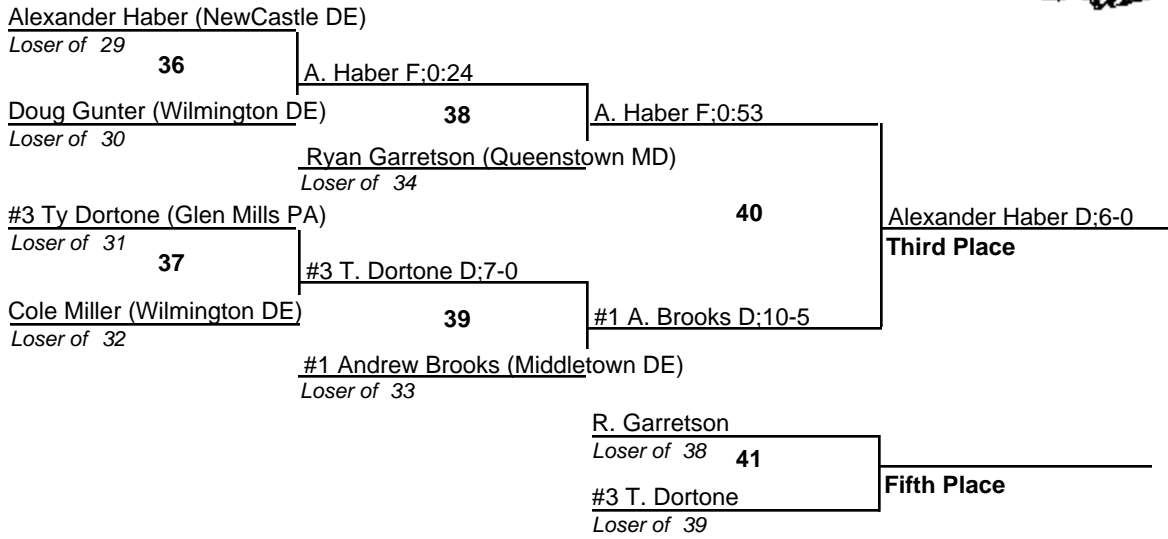 Alexander Haber (NewCastle DE)
Loser of 29
36
A. Haber F;0:24
Doug Gunter (Wilmington DE)
Loser of 30
38
A. Haber F;0:53
Ryan Garretson (Queenstown MD)
Loser of 34
#3 Ty Dortone (Glen Mills PA)
Loser of 31
40
Alexander Haber D;6-0
Third Place
37
#3 T. Dortone D;7-0
Cole Miller (Wilmington DE)
Loser of 32
39
#1 A. Brooks D;10-5
#1 Andrew Brooks (Middletown DE)
Loser of 33
R. Garretson
Loser of 38
41
Fifth Place
#3 T. Dortone
Loser of 39